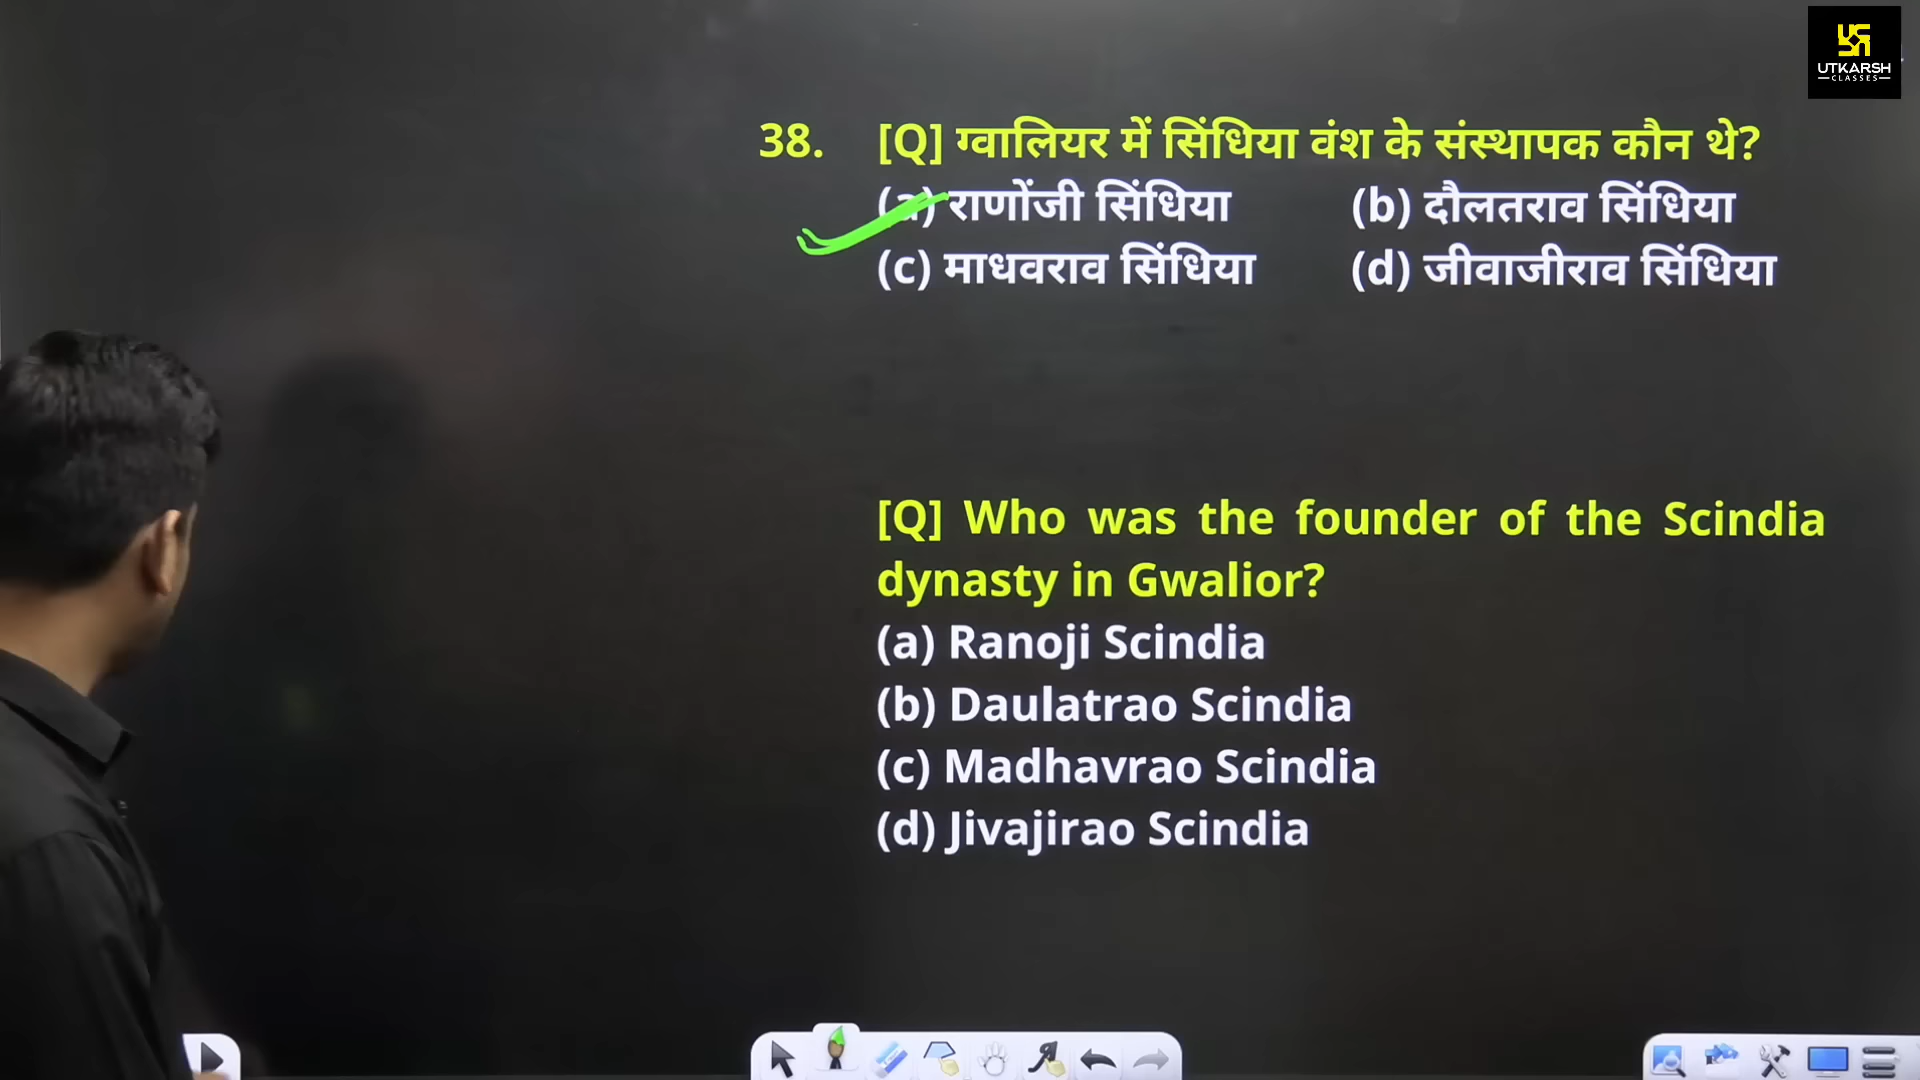 UTKARSH
CLASSES
38. [Q] ग्वालियर में सिंधिया वंश के संस्थापक कौन थे?
(a) राणोंजी सिंधिया (b) दौलतराव सिंधिया
(c) माधवराव सिंधिया (d) जीवाजीराव सिंधिया
[Q] Who was the founder of the Scindia
dynasty in Gwalior?
(a) Ranoji Scindia
(b) Daulatrao Scindia
(c) Madhavrao Scindia
(d) Jivajirao Scindia